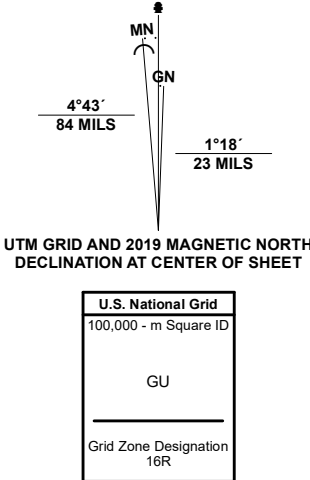 MN
GN
4°43´
84 MILS
1°18´
23 MILS
UTM GRID AND 2019 MAGNETIC NORTH
DECLINATION AT CENTER OF SHEET
U.S. National Grid
100,000 - m Square ID
GU
Grid Zone Designation
16R